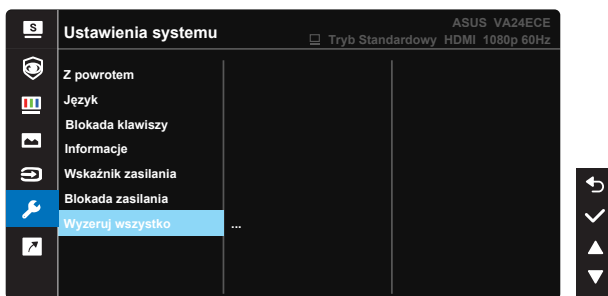 S
Ustawienia systemu
ASUS VA24ECE
Tryb Standardowy HDMI 1080p 60Hz
Z powrotem
Język
Blokada klawiszy
Informacje
Wskaźnik zasilania
Blokada zasilania
Wyzeruj wszystko ...